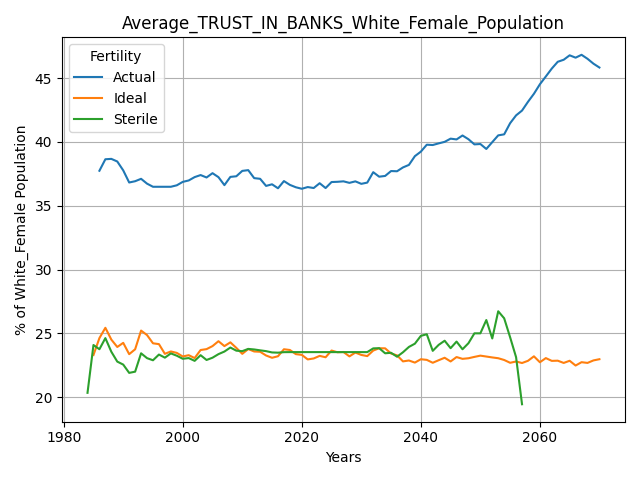 Average_TRUST_IN_BANKS_White_Female_Population
Fertility
Actual
Ideal
Sterile
% of White_Female Population
45
40
35
30
25
20
1980
2000
2020
2040
2060
Years